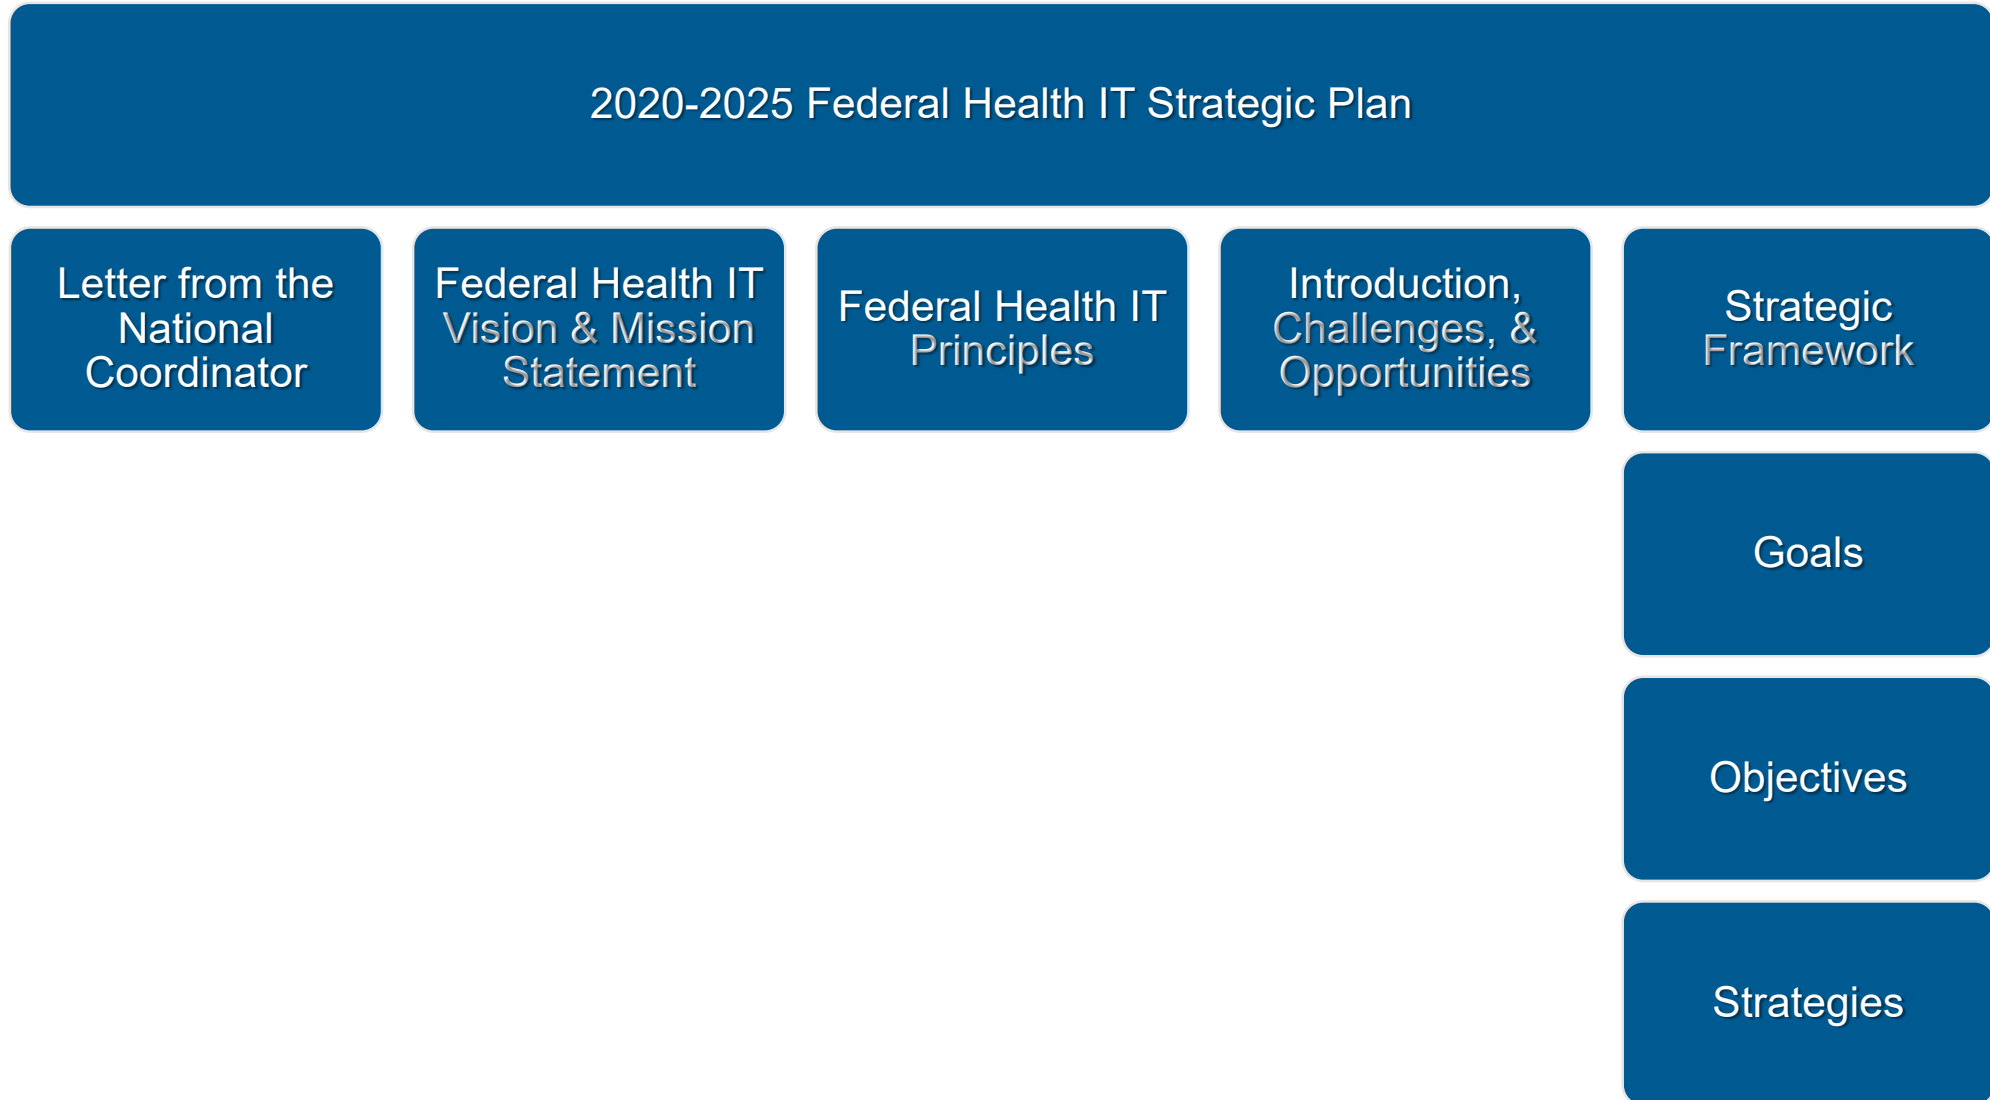 2020-2025 Federal Health IT Strategic Plan
Letter from the
National
Coordinator
Federal Health IT
Vision & Mission
Statement
Federal Health IT
Principles
Introduction,
Challenges, &
Opportunities
Strategic
Framework
Goals
Objectives
Strategies